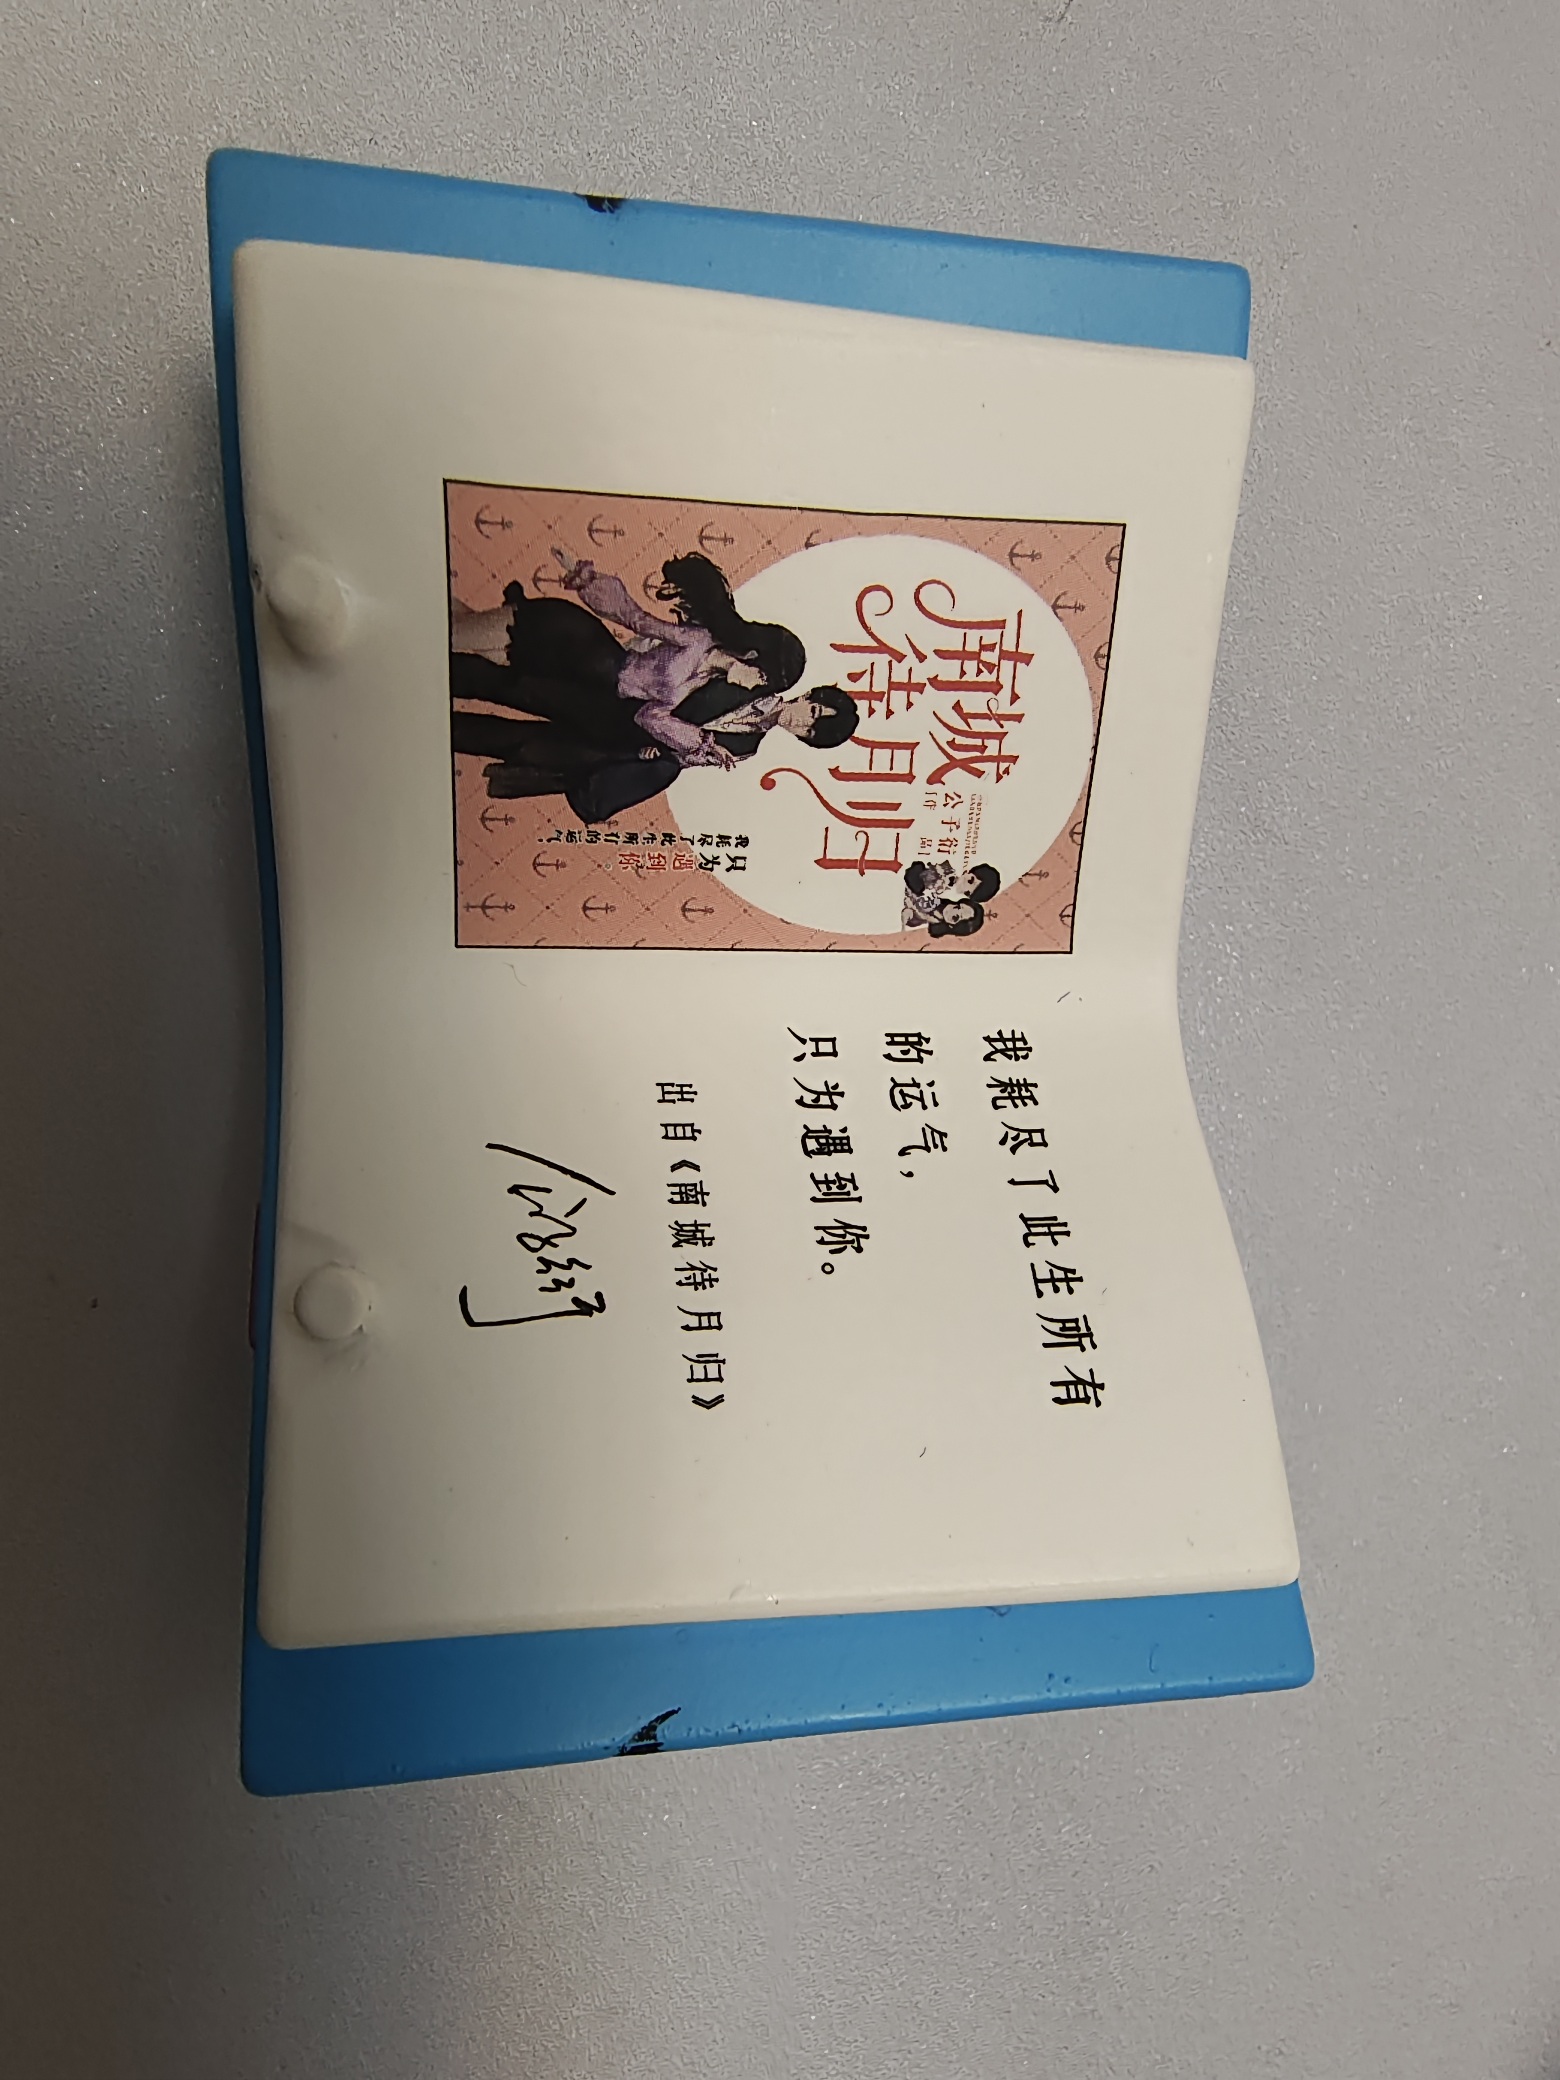 南城
待月归
公子衍
「作品」
我耗尽了此生所有的运气,
只为遇到你。
我耗尽了此生所有
的运气,
只为遇到你。
出自《南城待月归》